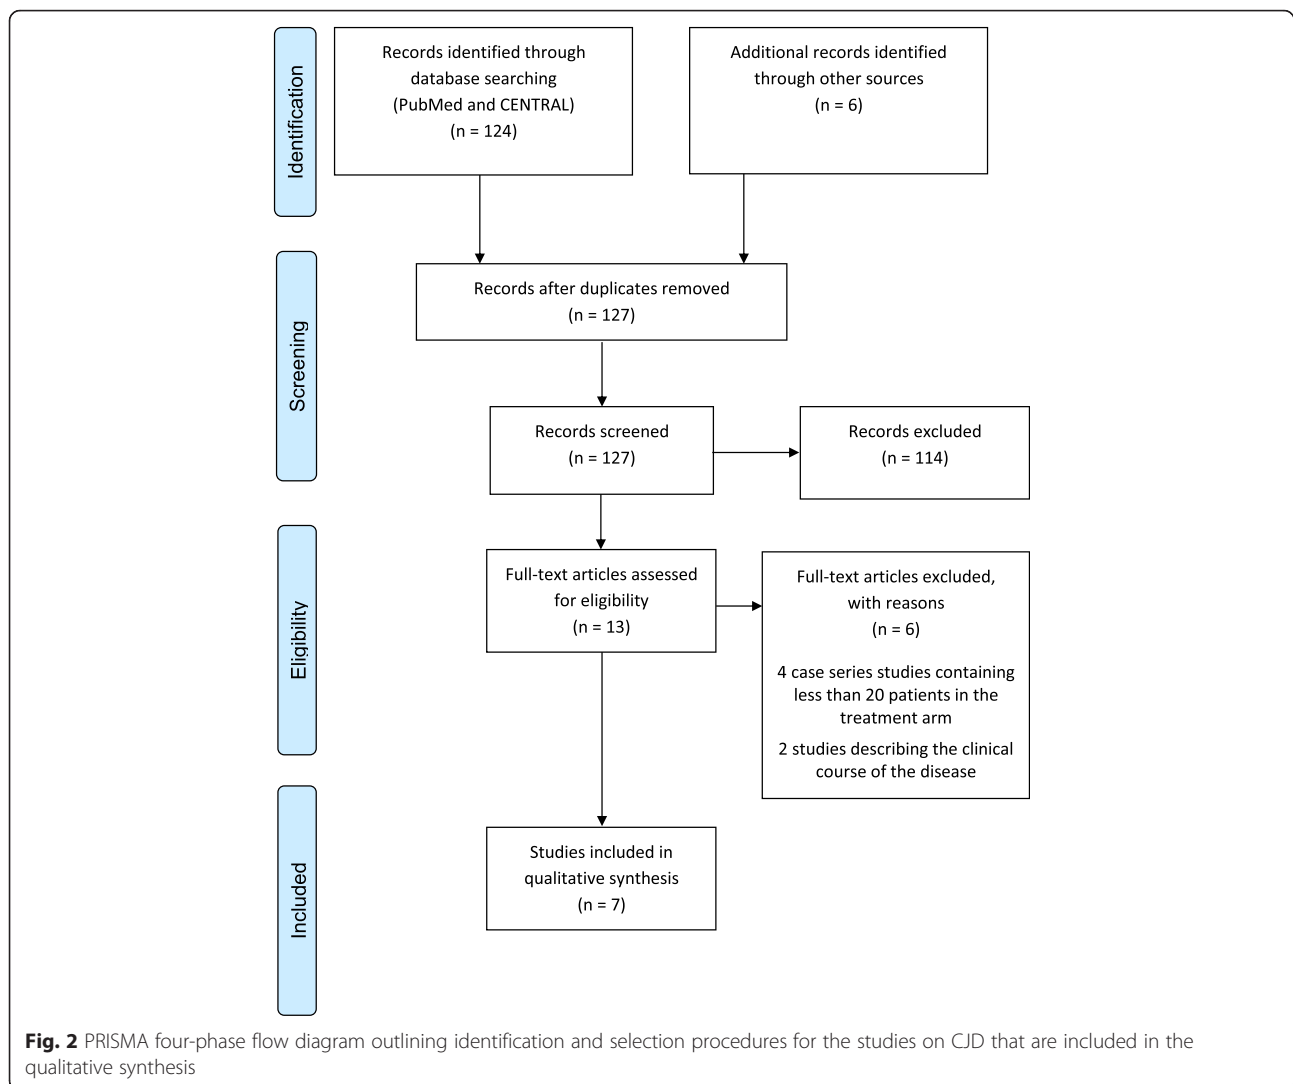 Identification
Records identified through
database searching
(PubMed and CENTRAL)
(n = 124)
Additional records identified
through other sources
(n = 6)
Screening
Records after duplicates removed
(n = 127)
Records screened
(n = 127)
Records excluded
(n = 114)
Eligibility
Full-text articles assessed
for eligibility
(n = 13)
Full-text articles excluded,
with reasons
(n = 6)
4 case series studies containing
less than 20 patients in the
treatment arm
2 studies describing the clinical
course of the disease
Included
Studies included in
qualitative synthesis
(n = 7)
Fig. 2 PRISMA four-phase flow diagram outlining identification and selection procedures for the studies on CJD that are included in the
qualitative synthesis